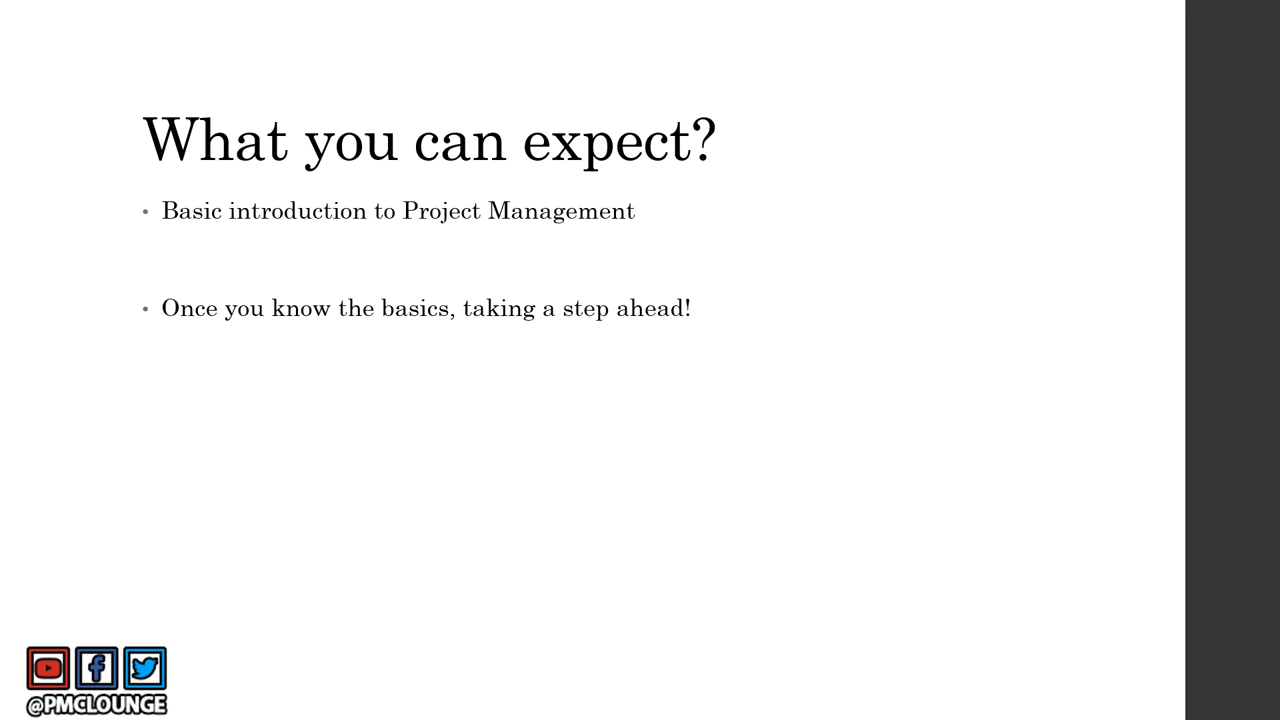 What you can expect?
• Basic introduction to Project Management
• Once you know the basics, taking a step ahead!
@PMCLOUNGE